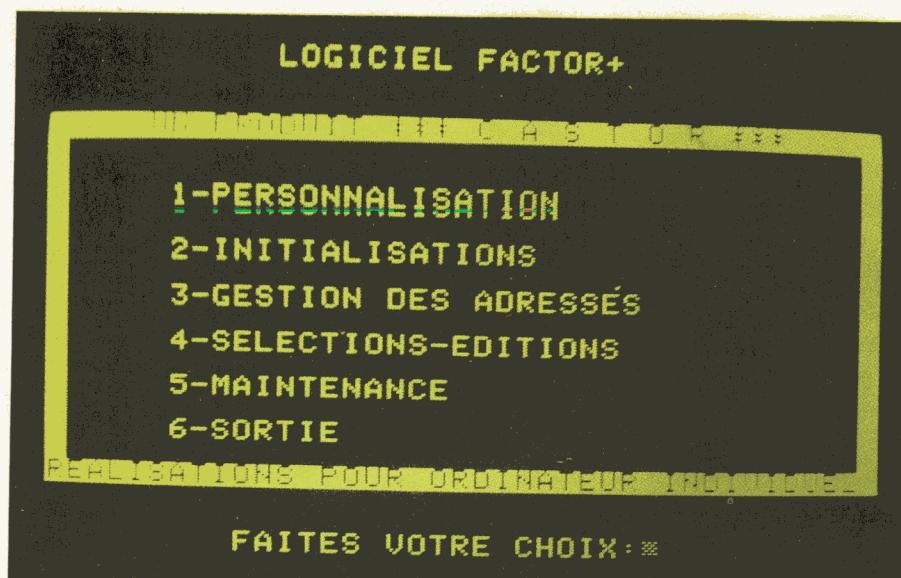 LOGICIEL FACTOR+
*** C A S T O R ***
1-PERSONNALISATION
2-INITIALISATIONS
3-GESTION DES ADRESSES
4-SELECTIONS-EDITIONS
5-MAINTENANCE
6-SORTIE
REALISATIONS POUR ORDINATEUR INDIVIDUEL
FAITES VOTRE CHOIX: